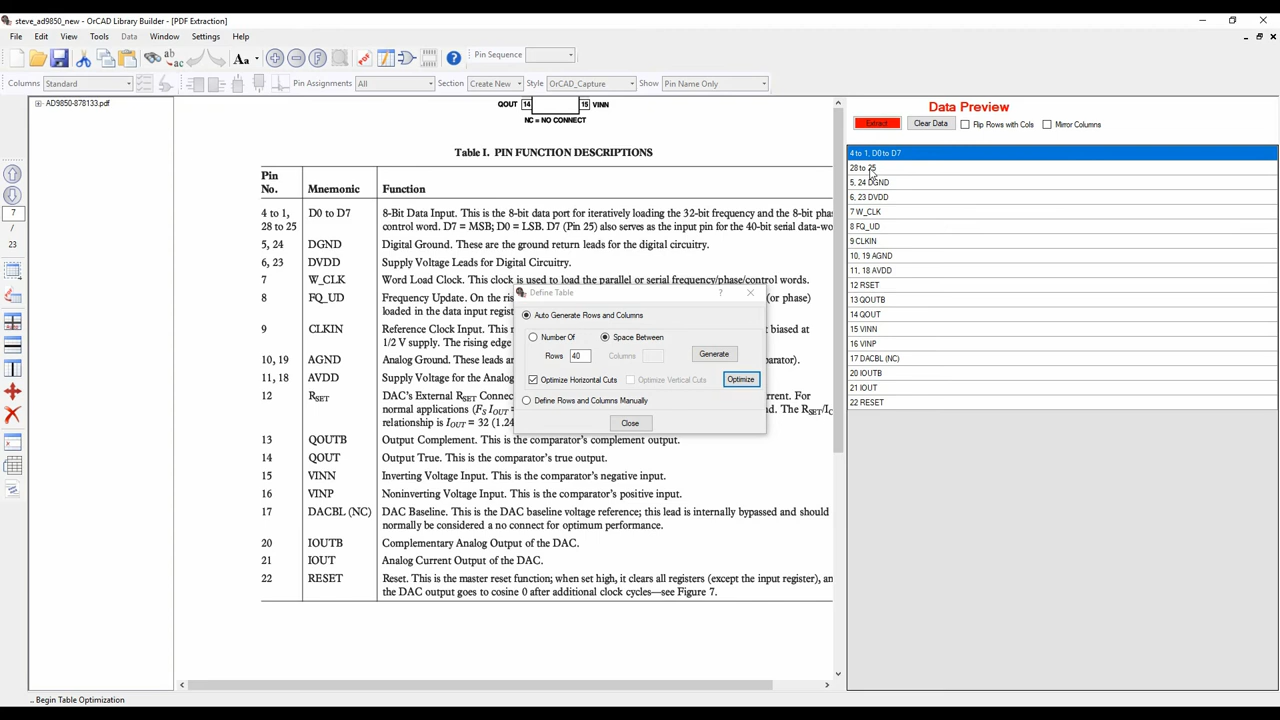 steve_ad9850_new - OrCAD Library Builder - [PDF Extraction]
File Edit View Tools Data Window Settings Help
Pin Sequence
Columns Standard Pin Assignments All Section Create New Style OrCAD_Capture Show Pin Name Only
AD9850-878133.pdf
7
/
23
QOUT 14 15 VINN
NC = NO CONNECT
Table I. PIN FUNCTION DESCRIPTIONS
Pin
No. Mnemonic Function
4 to 1, D0 to D7 8-Bit Data Input. This is the 8-bit data port for iteratively loading the 32-bit frequency and the 8-bit pha
28 to 25 control word. D7 = MSB; D0 = LSB. D7 (Pin 25) also serves as the input pin for the 40-bit serial data-wo
5, 24 DGND Digital Ground. These are the ground return leads for the digital circuitry.
6, 23 DVDD Supply Voltage Leads for Digital Circuitry.
7 W_CLK Word Load Clock. This clock is used to load the parallel or serial frequency/phase/control words.
8 FQ_UD Frequency Update. On the ris (or phase)
loaded in the data input regist
9 CLKIN Reference Clock Input. This r t biased at
1/2 V supply. The rising edge
10, 19 AGND Analog Ground. These leads ar parator).
11, 18 AVDD Supply Voltage for the Analog
12 RSET DAC's External RSET Connec rrent. For
normal applications (FS IOUT = nd. The RSET/IO
relationship is IOUT = 32 (1.24
13 QOUTB Output Complement. This is the comparator's complement output.
14 QOUT Output True. This is the comparator's true output.
15 VINN Inverting Voltage Input. This is the comparator's negative input.
16 VINP Noninverting Voltage Input. This is the comparator's positive input.
17 DACBL (NC) DAC Baseline. This is the DAC baseline voltage reference; this lead is internally bypassed and should
normally be considered a no connect for optimum performance.
20 IOUTB Complementary Analog Output of the DAC.
21 IOUT Analog Current Output of the DAC.
22 RESET Reset. This is the master reset function; when set high, it clears all registers (except the input register), an
the DAC output goes to cosine 0 after additional clock cycles—see Figure 7.
Define Table
Auto Generate Rows and Columns
Number Of Space Between
Rows 40 Columns Generate
Optimize Horizontal Cuts Optimize Vertical Cuts Optimize
Define Rows and Columns Manually
Close
Data Preview
Extract Clear Data Flip Rows with Cols Mirror Columns
4 to 1, D0 to D7
28 to 25
5, 24 DGND
6, 23 DVDD
7 W_CLK
8 FQ_UD
9 CLKIN
10, 19 AGND
11, 18 AVDD
12 RSET
13 QOUTB
14 QOUT
15 VINN
16 VINP
17 DACBL (NC)
20 IOUTB
21 IOUT
22 RESET
.. Begin Table Optimization